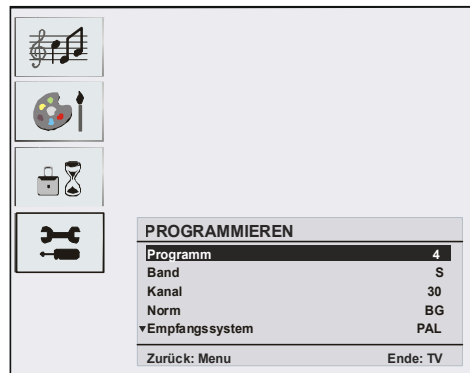 PROGRAMMIEREN
Programm 4
Band S
Kanal 30
Norm BG
▾Empfangssystem PAL
Zurück: Menu Ende: TV